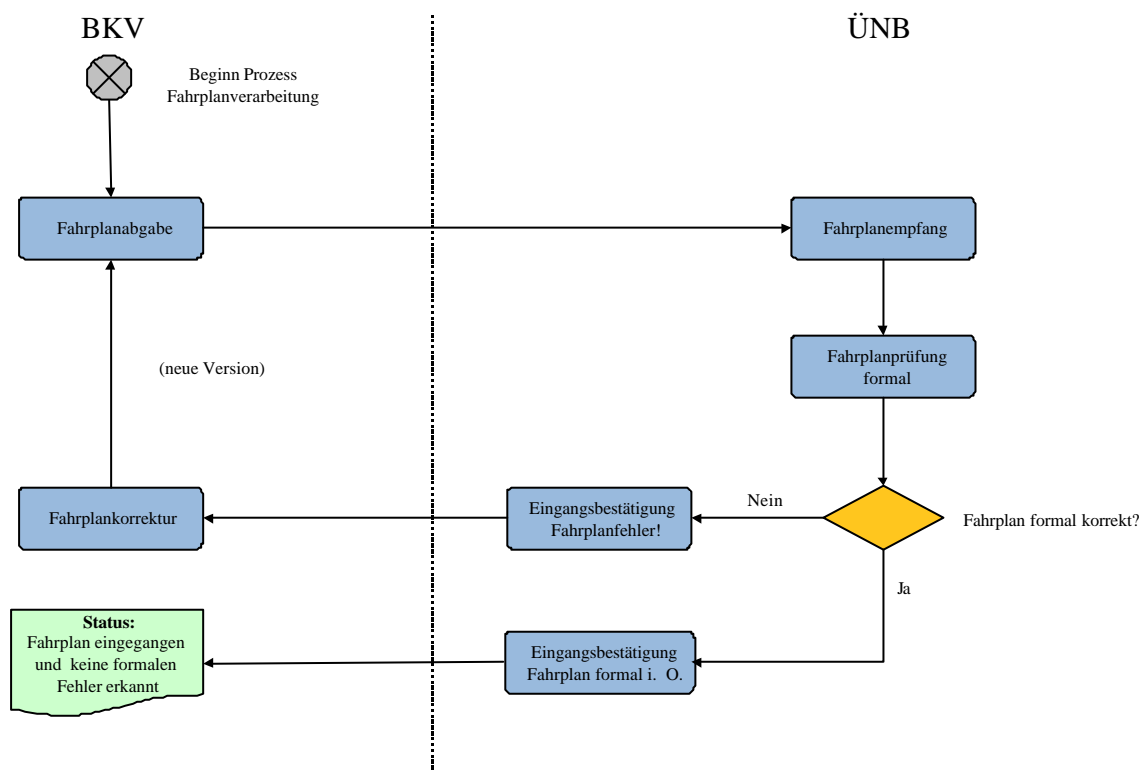 BKV
ÜNB
Beginn Prozess
Fahrplanverarbeitung
Fahrplanabgabe
Fahrplanempfang
Fahrplanprüfung
formal
(neue Version)
Fahrplankorrektur
Eingangsbestätigung
Fahrplanfehler!
Nein
Fahrplan formal korrekt?
Ja
Status:
Fahrplan eingegangen
und keine formalen
Fehler erkannt
Eingangsbestätigung
Fahrplan formal i. O.